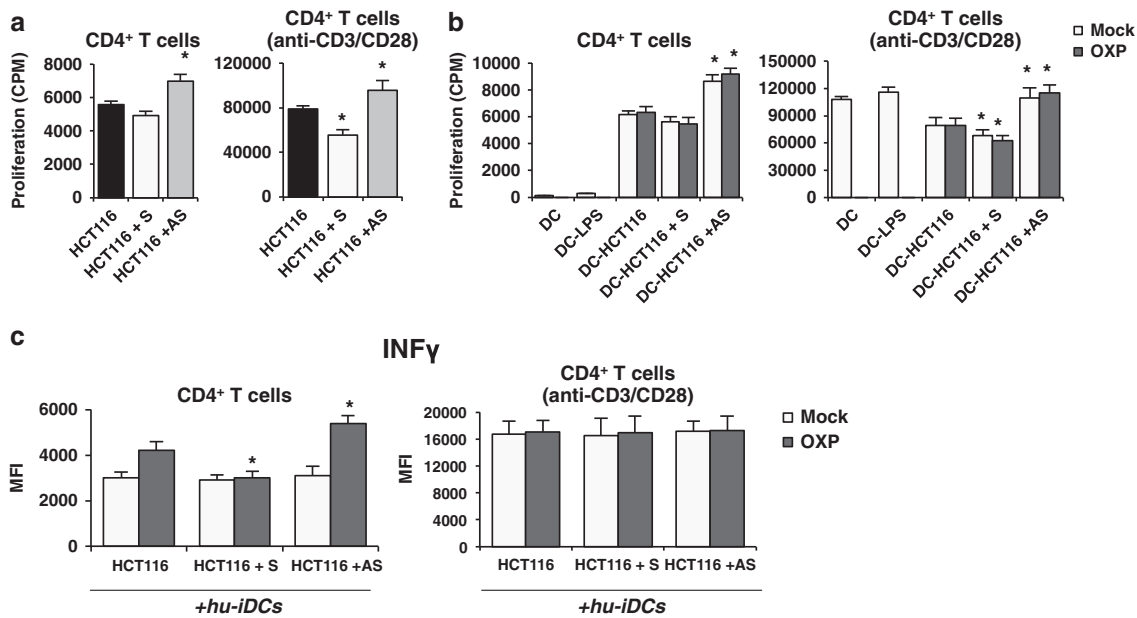 a
CD4+ T cells
Proliferation (CPM)
8000
6000
4000
2000
0
*
HCT116
HCT116 + S
HCT116 +AS
CD4+ T cells
(anti-CD3/CD28)
120000
80000
40000
0
*
*
HCT116
HCT116 + S
HCT116 +AS
b
CD4+ T cells
Proliferation (CPM)
10000
8000
6000
4000
2000
0
* *
DC
DC-LPS
DC-HCT116
DC-HCT116 + S
DC-HCT116 +AS
CD4+ T cells
(anti-CD3/CD28)
150000
120000
90000
60000
30000
0
* *
* *
DC
DC-LPS
DC-HCT116
DC-HCT116 + S
DC-HCT116 +AS
Mock
OXP
c
INFγ
CD4+ T cells
MFI
6000
4000
2000
0
*
*
HCT116
HCT116 + S
HCT116 +AS
+hu-iDCs
CD4+ T cells
(anti-CD3/CD28)
MFI
20000
16000
12000
8000
4000
0
HCT116
HCT116 + S
HCT116 +AS
+hu-iDCs
Mock
OXP